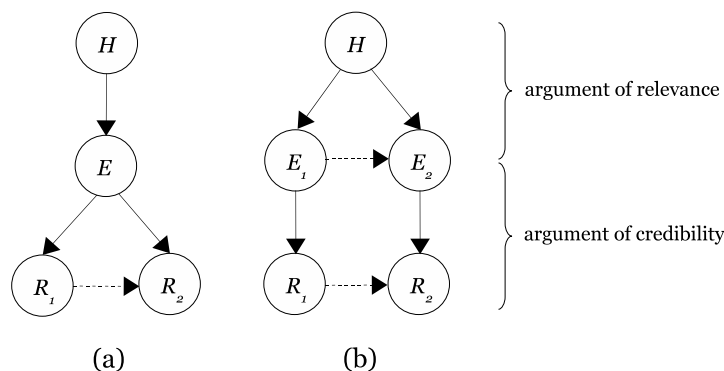 H
H
argument of relevance
E
E1
E2
argument of credibility
R1
R2
R1
R2
(a)
(b)